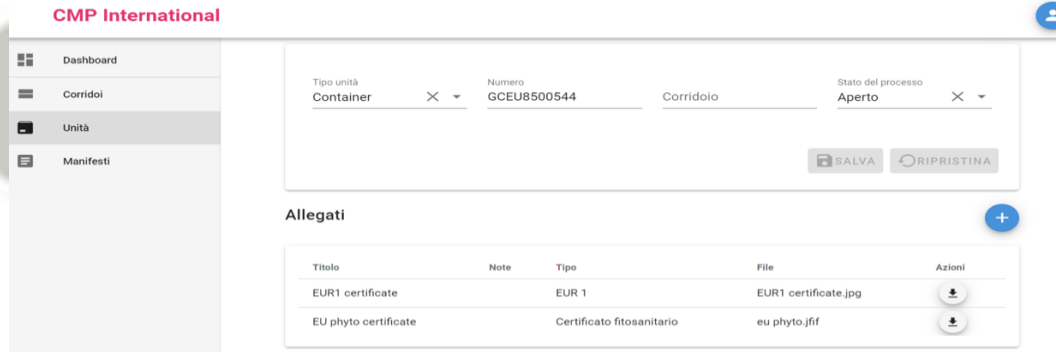 CMP International
Dashboard
Corridoi
Unità
Manifesti
Tipo unità
Container
Numero
GCEU8500544
Corridoio
Stato del processo
Aperto
SALVA
RIPRISTINA
Allegati
Titolo Note Tipo File Azioni
EUR1 certificate EUR 1 EUR1 certificate.jpg
EU phyto certificate Certificato fitosanitario eu phyto.jfif